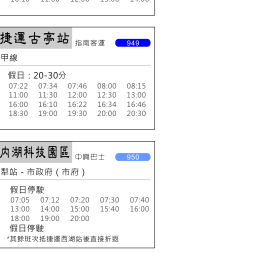 捷運古亭站 指南客運 949
甲線
假日：20-30分
07:22 07:34 07:46 08:00 08:15
11:00 11:30 12:00 12:30 13:00
16:00 16:10 16:22 16:34 16:46
18:30 19:00 19:30 20:00 20:30
內湖科技園區 中興巴士 950
犁站 - 市政府 ( 市府 )
假日停駛
07:05 07:12 07:20 07:30 07:40
13:00 14:00 15:00 15:40 16:00
18:00 19:00 20:00
假日停駛
*其餘班次抵捷運西湖站後直接折返